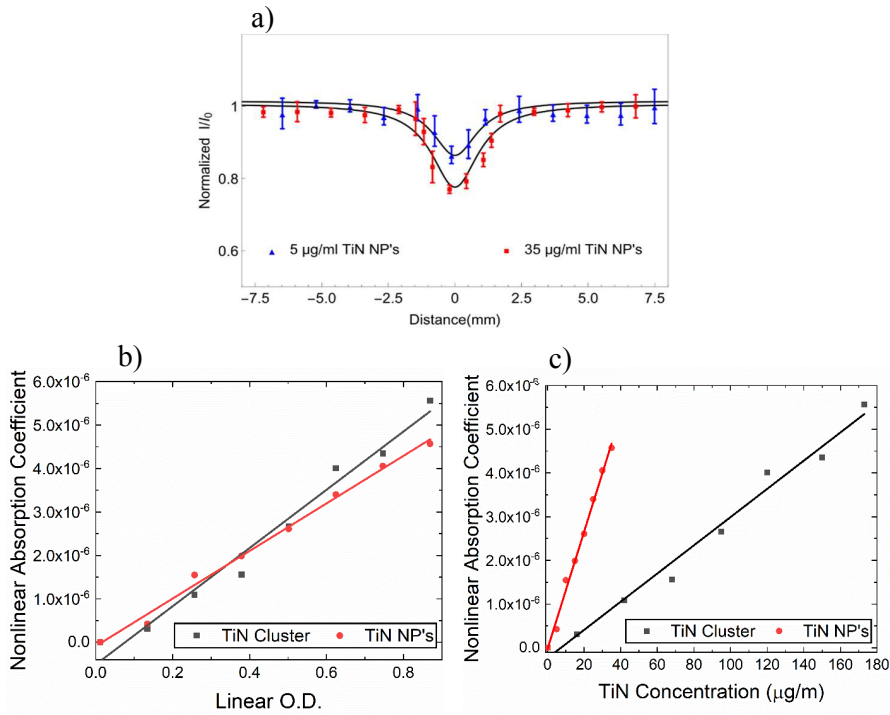 a)
Normalized I/I₀
1
0.8
0.6
5 µg/ml TiN NP's
35 µg/ml TiN NP's
−7.5 −5.0 −2.5 0 2.5 5.0 7.5
Distance(mm)
b)
Nonlinear Absorption Coefficient
6.0x10⁻⁶
5.0x10⁻⁶
4.0x10⁻⁶
3.0x10⁻⁶
2.0x10⁻⁶
1.0x10⁻⁶
0.0
TiN Cluster TiN NP's
0.0 0.2 0.4 0.6 0.8
Linear O.D.
c)
Nonlinear Absorption Coefficient
6.0x10⁻⁶
5.0x10⁻⁶
4.0x10⁻⁶
3.0x10⁻⁶
2.0x10⁻⁶
1.0x10⁻⁶
0.0
TiN Cluster TiN NP's
0 20 40 60 80 100 120 140 160 180
TiN Concentration (µg/m)